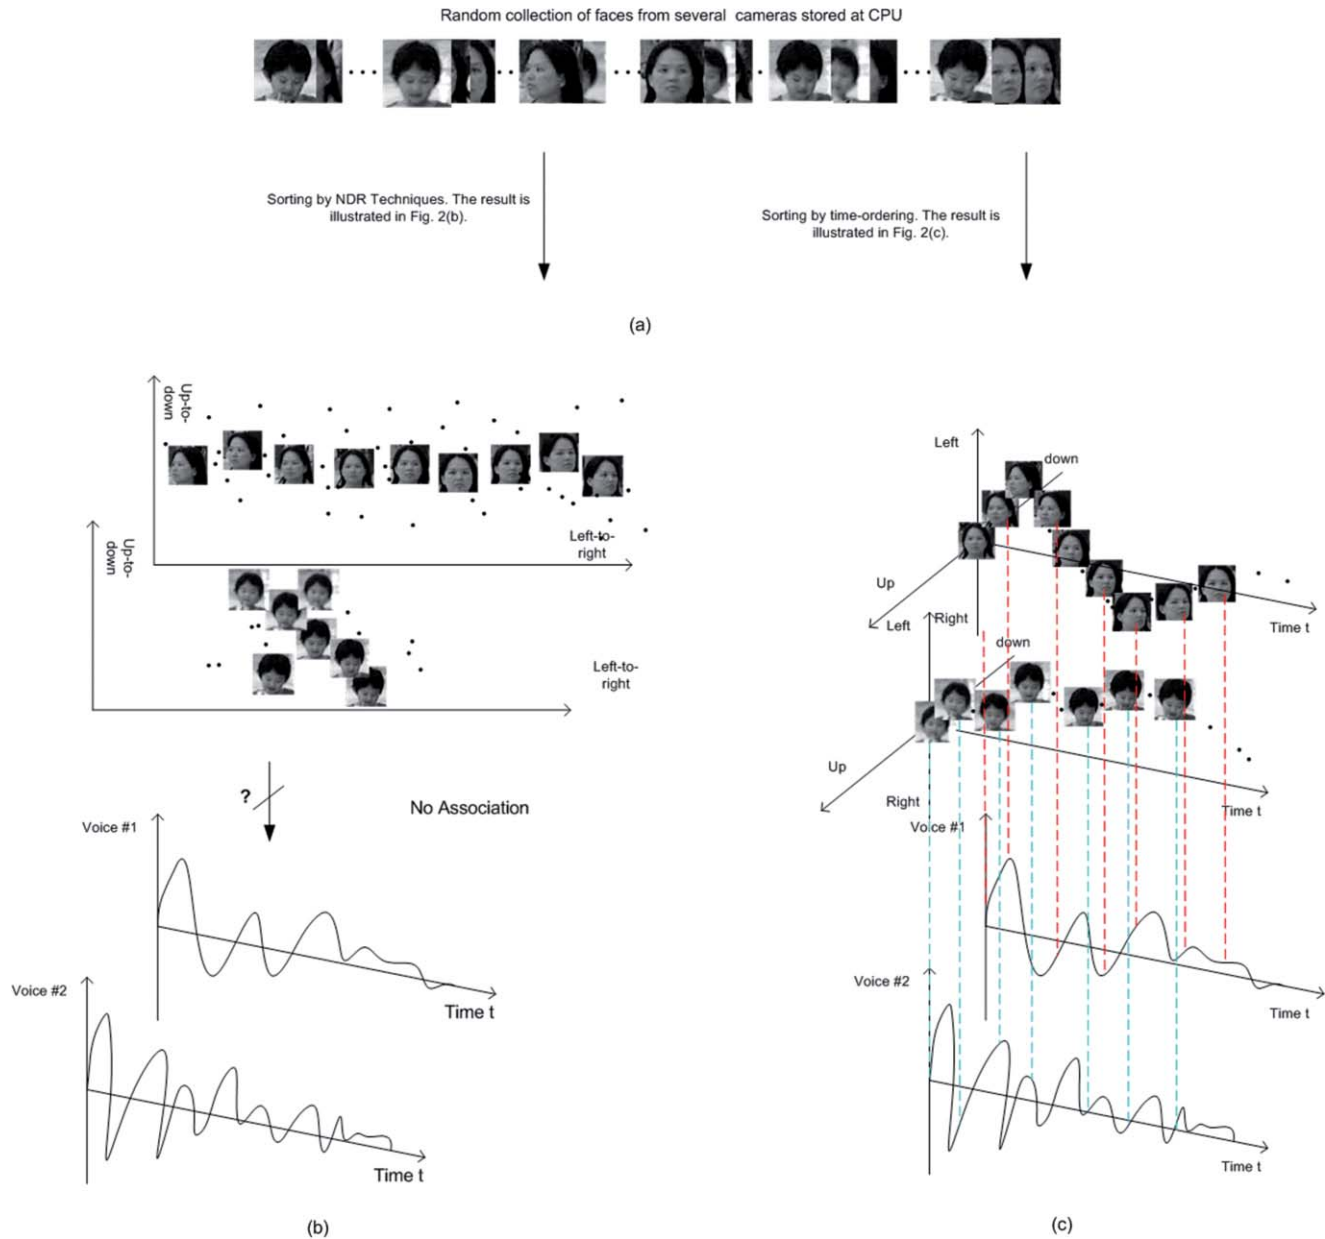 Random collection of faces from several cameras stored at CPU
Sorting by NDR Techniques. The result is
illustrated in Fig. 2(b).
Sorting by time-ordering. The result is
illustrated in Fig. 2(c).
(a)
Up-to-
down
Left-to-
right
Up-to-
down
Left-to-
right
?
No Association
Voice #1
Time t
Voice #2
Time t
(b)
Left
down
Up
Right
Time t
Left
down
Up
Right
Time t
Voice #1
Time t
Voice #2
Time t
(c)